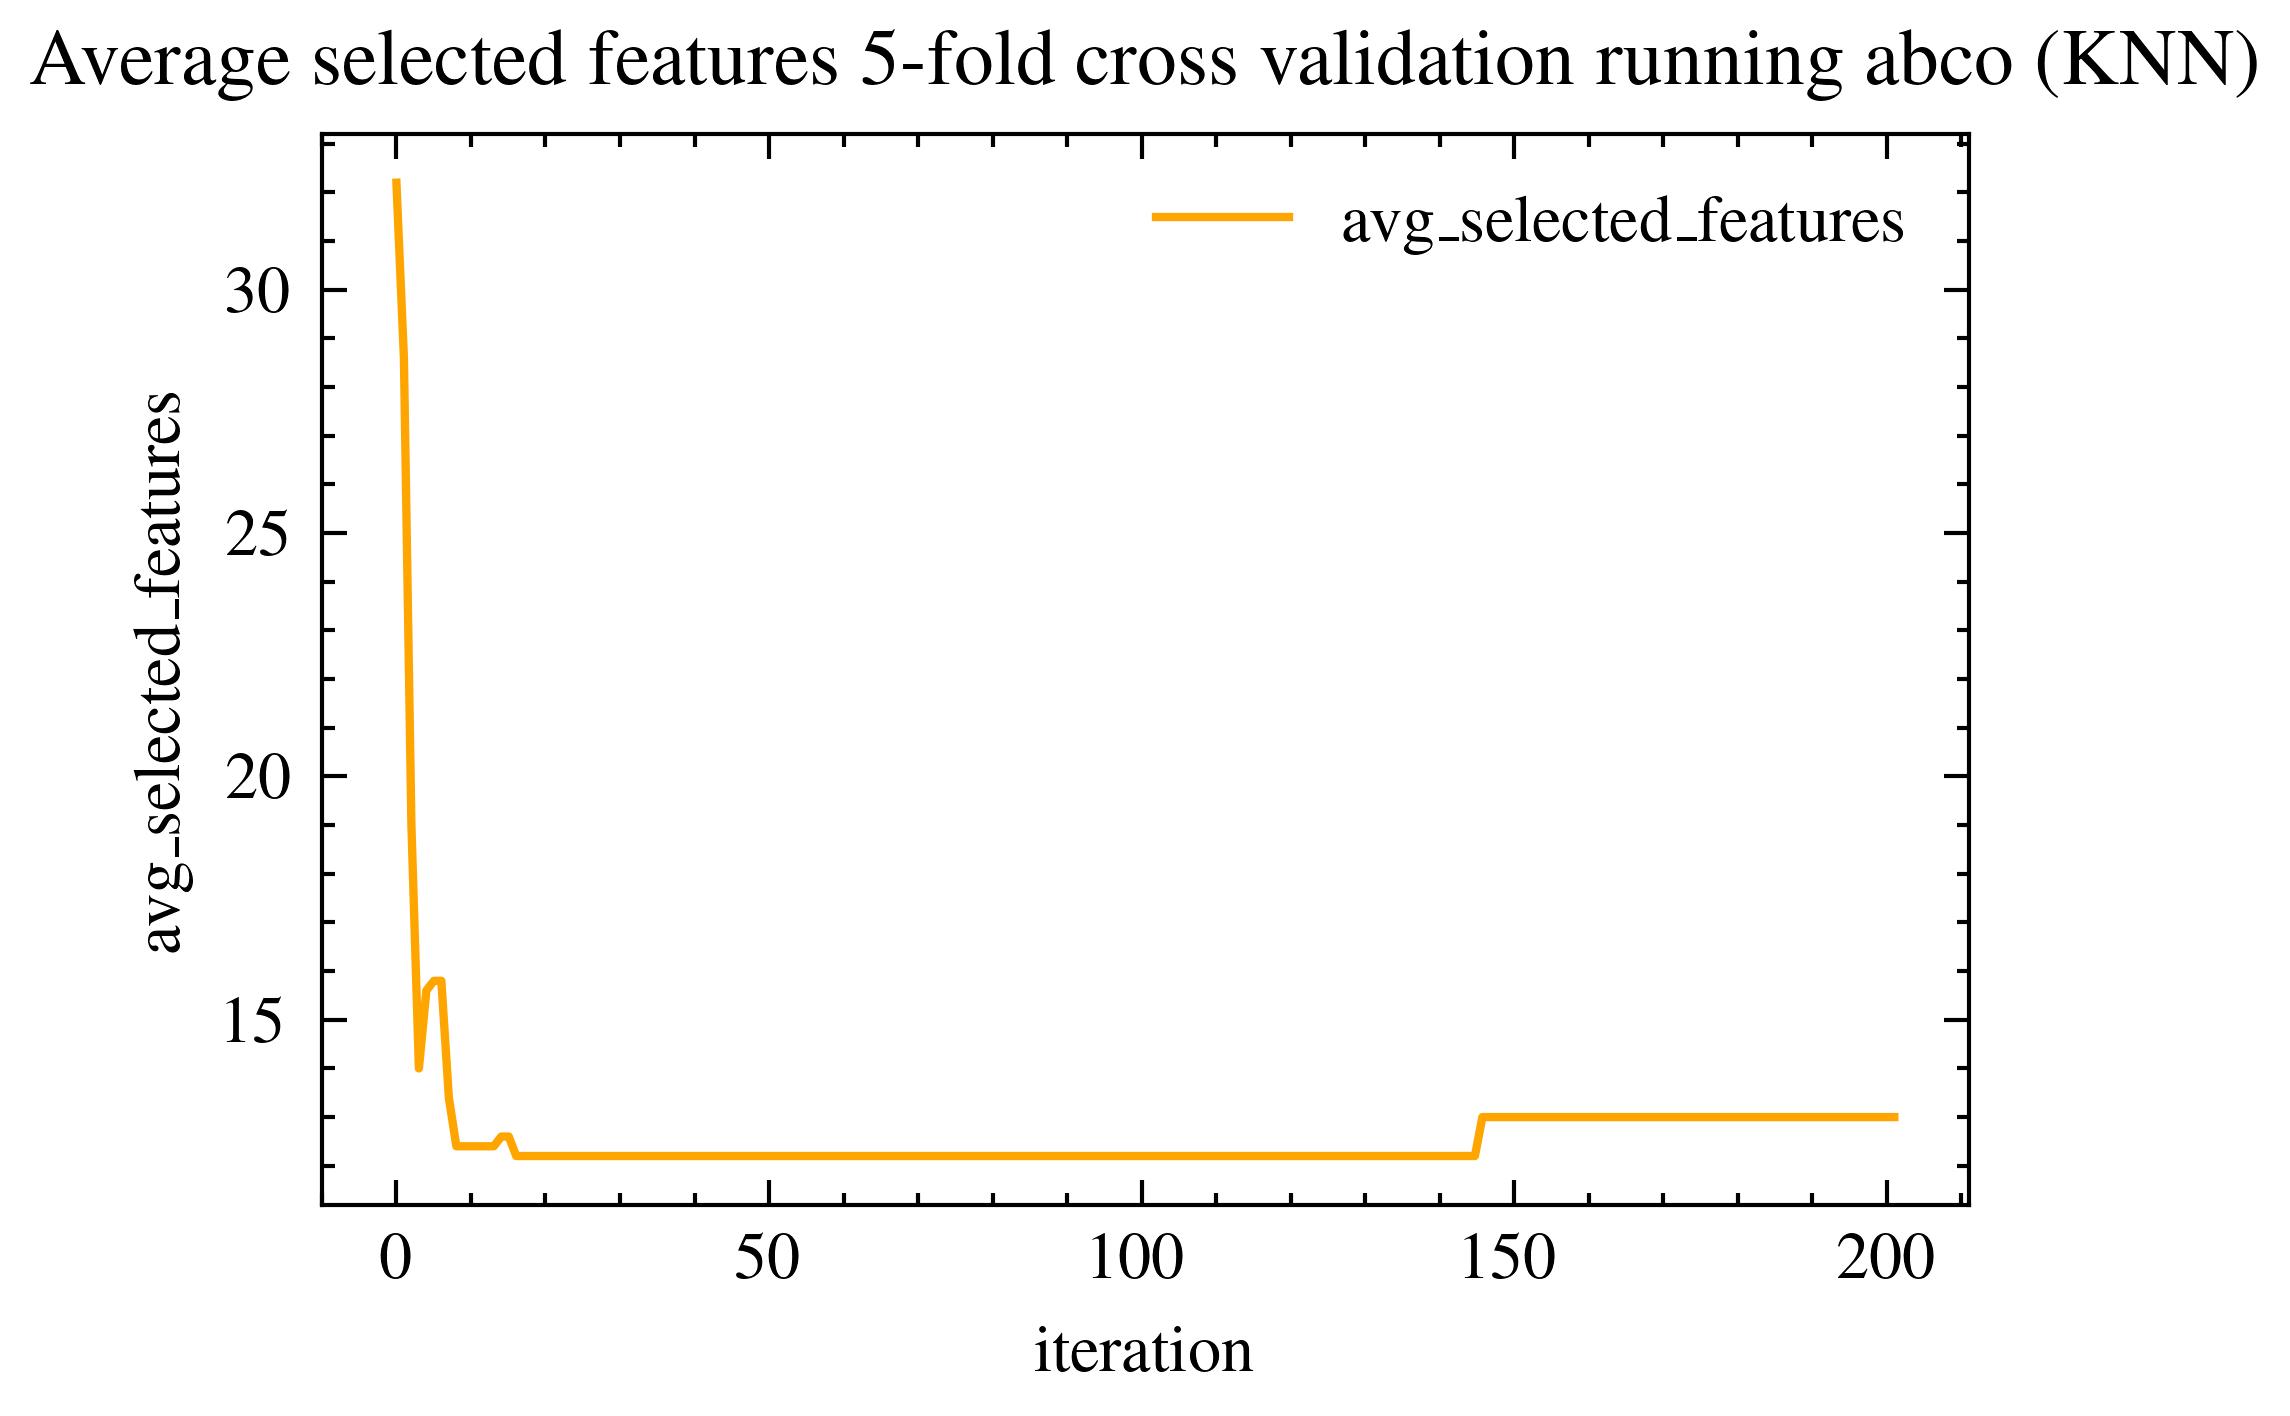 Average selected features 5-fold cross validation running abco (KNN)
avg_selected_features
avg_selected_features
30
25
20
15
0 50 100 150 200
iteration